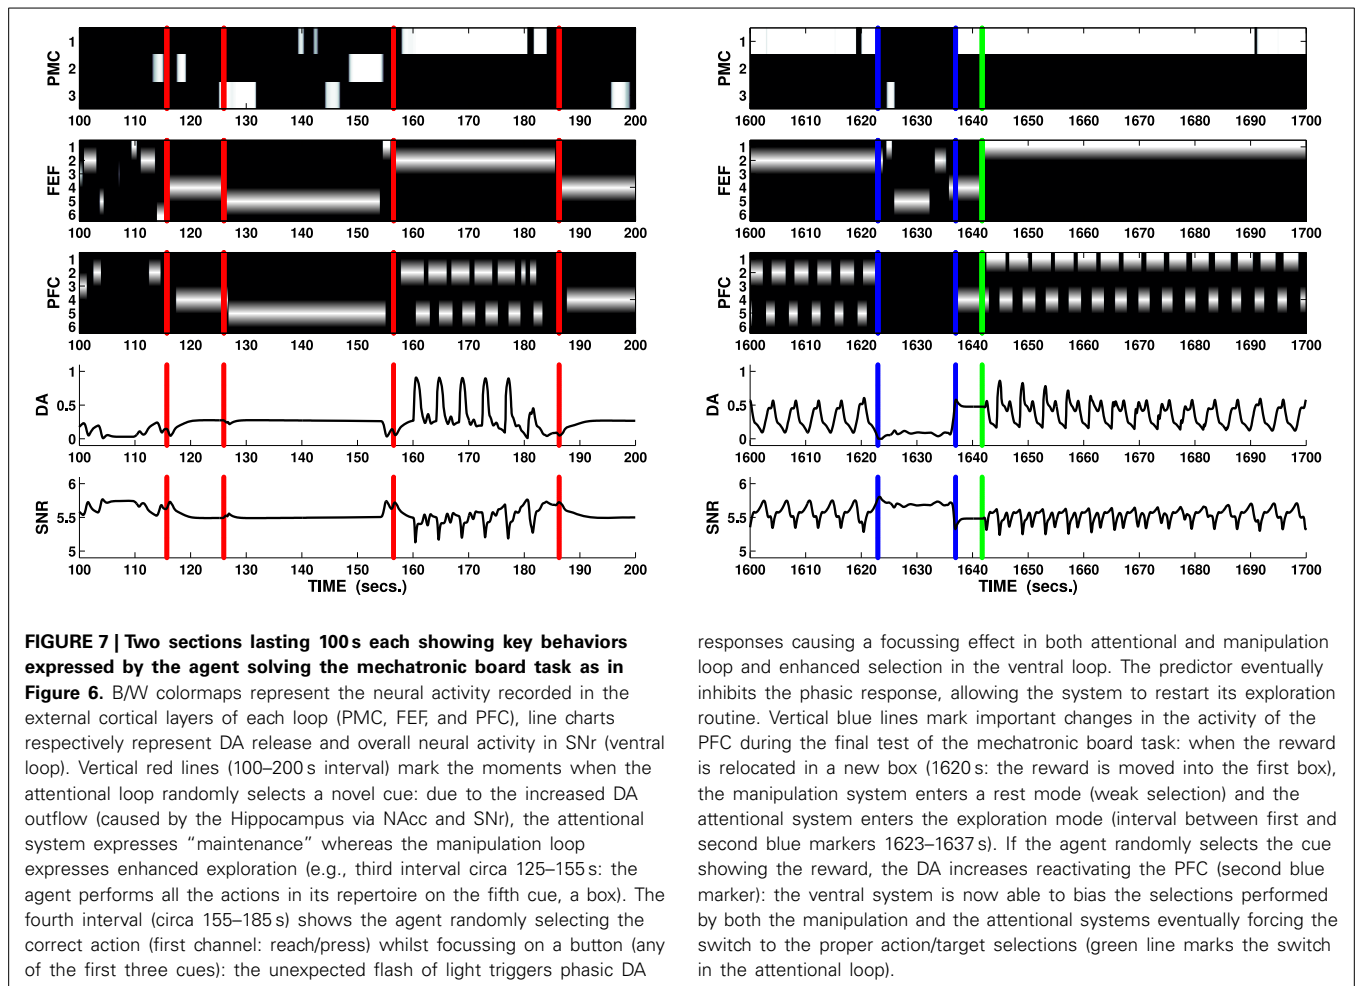 PMC
1
2
3
100 110 120 130 140 150 160 170 180 190 200
FEF
1
2
3
4
5
6
100 110 120 130 140 150 160 170 180 190 200
PFC
1
2
3
4
5
6
100 110 120 130 140 150 160 170 180 190 200
DA
1
0.5
0
100 110 120 130 140 150 160 170 180 190 200
SNR
6
5.5
5
100 110 120 130 140 150 160 170 180 190 200
TIME (secs.)
PMC
1
2
3
1600 1610 1620 1630 1640 1650 1660 1670 1680 1690 1700
FEF
1
2
3
4
5
6
1600 1610 1620 1630 1640 1650 1660 1670 1680 1690 1700
PFC
1
2
3
4
5
6
1600 1610 1620 1630 1640 1650 1660 1670 1680 1690 1700
DA
1
0.5
0
1600 1610 1620 1630 1640 1650 1660 1670 1680 1690 1700
SNR
6
5.5
5
1600 1610 1620 1630 1640 1650 1660 1670 1680 1690 1700
TIME (secs.)
FIGURE 7 | Two sections lasting 100 s each showing key behaviors
expressed by the agent solving the mechatronic board task as in
Figure 6. B/W colormaps represent the neural activity recorded in the
external cortical layers of each loop (PMC, FEF, and PFC), line charts
respectively represent DA release and overall neural activity in SNr (ventral
loop). Vertical red lines (100–200 s interval) mark the moments when the
attentional loop randomly selects a novel cue: due to the increased DA
outflow (caused by the Hippocampus via NAcc and SNr), the attentional
system expresses “maintenance” whereas the manipulation loop
expresses enhanced exploration (e.g., third interval circa 125–155 s: the
agent performs all the actions in its repertoire on the fifth cue, a box). The
fourth interval (circa 155–185 s) shows the agent randomly selecting the
correct action (first channel: reach/press) whilst focussing on a button (any
of the first three cues): the unexpected flash of light triggers phasic DA
responses causing a focussing effect in both attentional and manipulation
loop and enhanced selection in the ventral loop. The predictor eventually
inhibits the phasic response, allowing the system to restart its exploration
routine. Vertical blue lines mark important changes in the activity of the
PFC during the final test of the mechatronic board task: when the reward
is relocated in a new box (1620 s: the reward is moved into the first box),
the manipulation system enters a rest mode (weak selection) and the
attentional system enters the exploration mode (interval between first and
second blue markers 1623–1637 s). If the agent randomly selects the cue
showing the reward, the DA increases reactivating the PFC (second blue
marker): the ventral system is now able to bias the selections performed
by both the manipulation and the attentional systems eventually forcing the
switch to the proper action/target selections (green line marks the switch
in the attentional loop).